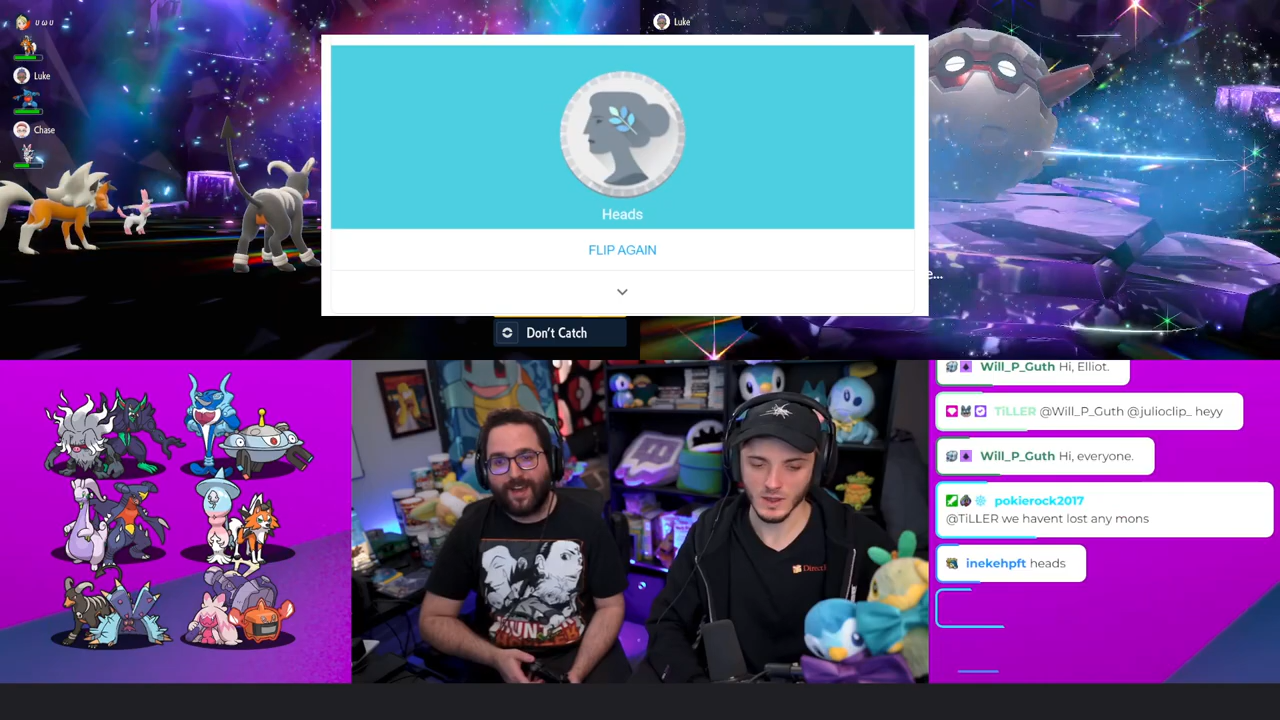 υωυ
Luke
Chase
Luke
Heads
FLIP AGAIN
e...
Don't Catch
Will_P_Guth Hi, Elliot.
TiLLER @Will_P_Guth @julioclip_ heyy
Will_P_Guth Hi, everyone.
pokierock2017
@TiLLER we havent lost any mons
inekehpft heads